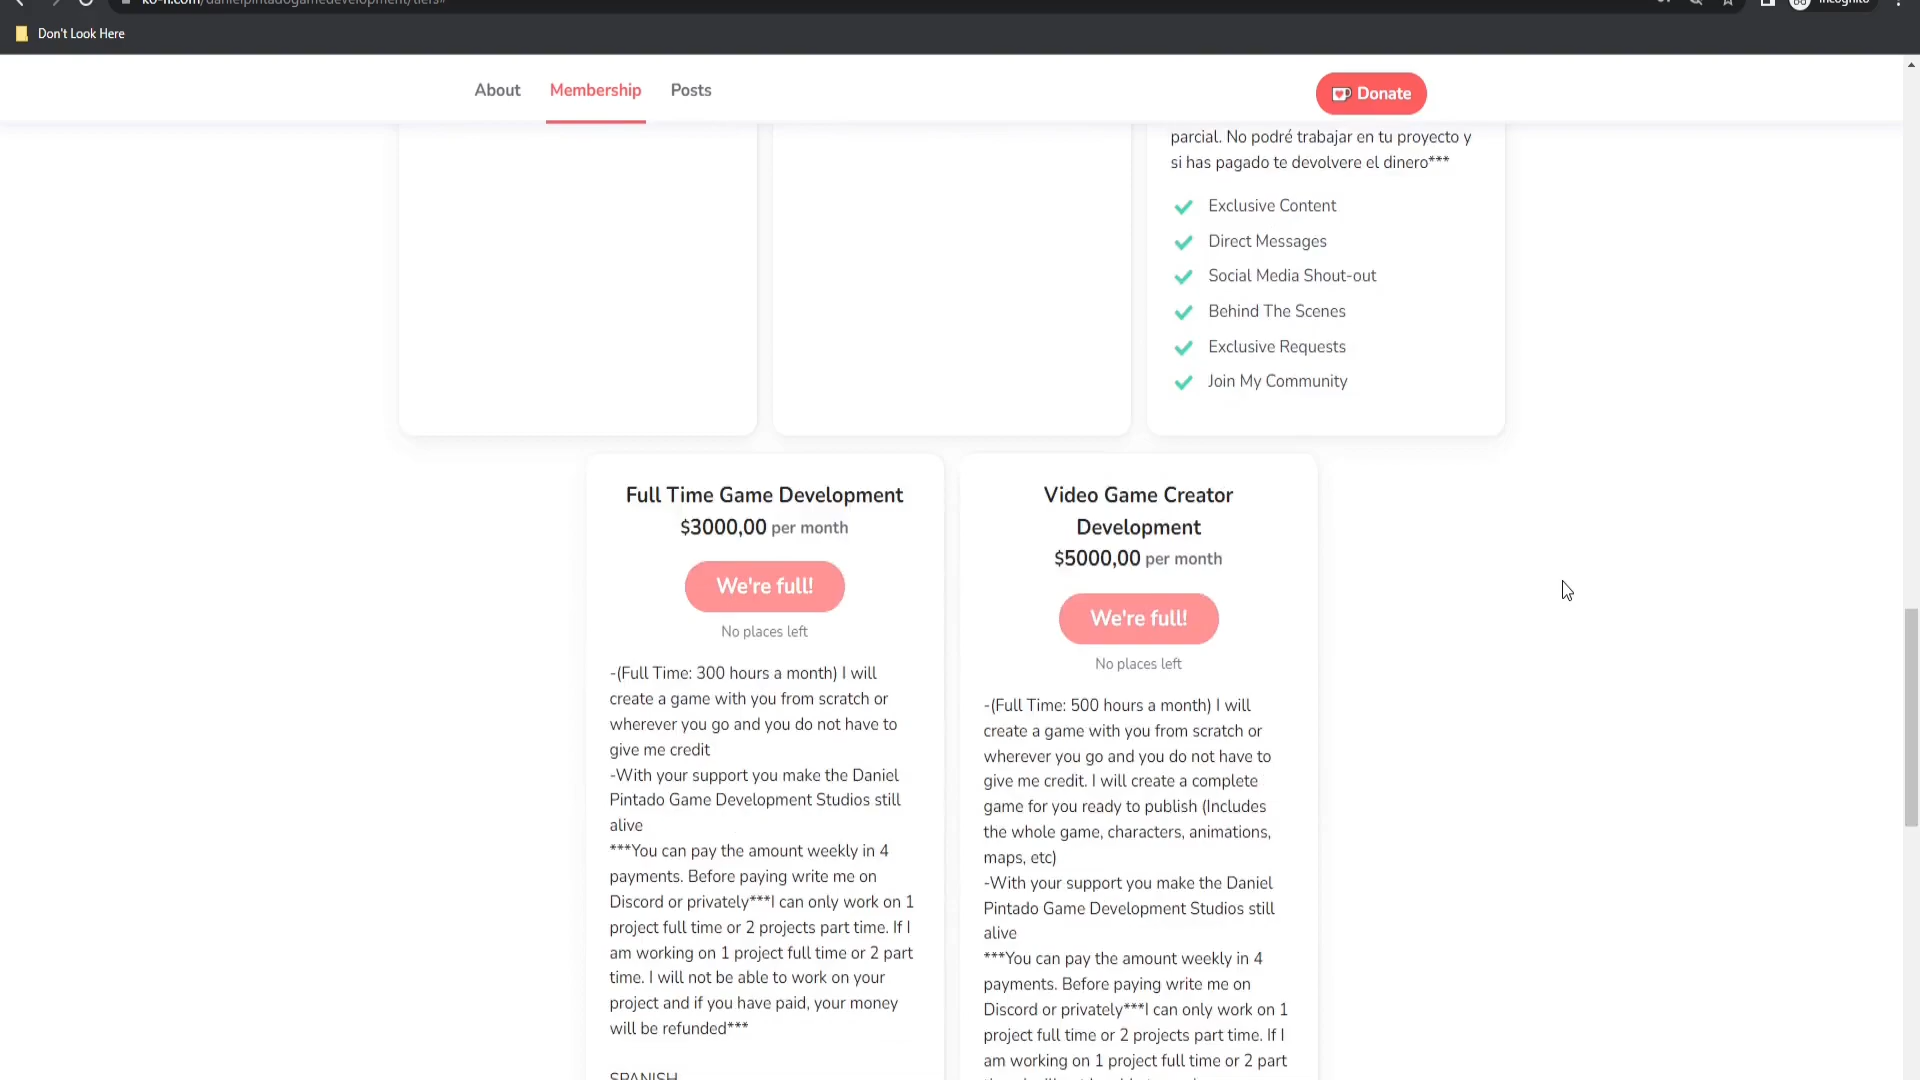 Don't Look Here
About Membership Posts
Donate
parcial. No podré trabajar en tu proyecto y
si has pagado te devolvere el dinero***
Exclusive Content
Direct Messages
Social Media Shout-out
Behind The Scenes
Exclusive Requests
Join My Community
Full Time Game Development
$3000,00 per month
We're full!
No places left
-(Full Time: 300 hours a month) I will
create a game with you from scratch or
wherever you go and you do not have to
give me credit
-With your support you make the Daniel
Pintado Game Development Studios still
alive
***You can pay the amount weekly in 4
payments. Before paying write me on
Discord or privately***I can only work on 1
project full time or 2 projects part time. If I
am working on 1 project full time or 2 part
time. I will not be able to work on your
project and if you have paid, your money
will be refunded***
SPANISH
Video Game Creator
Development
$5000,00 per month
We're full!
No places left
-(Full Time: 500 hours a month) I will
create a game with you from scratch or
wherever you go and you do not have to
give me credit. I will create a complete
game for you ready to publish (Includes
the whole game, characters, animations,
maps, etc)
-With your support you make the Daniel
Pintado Game Development Studios still
alive
***You can pay the amount weekly in 4
payments. Before paying write me on
Discord or privately***I can only work on 1
project full time or 2 projects part time. If I
am working on 1 project full time or 2 part